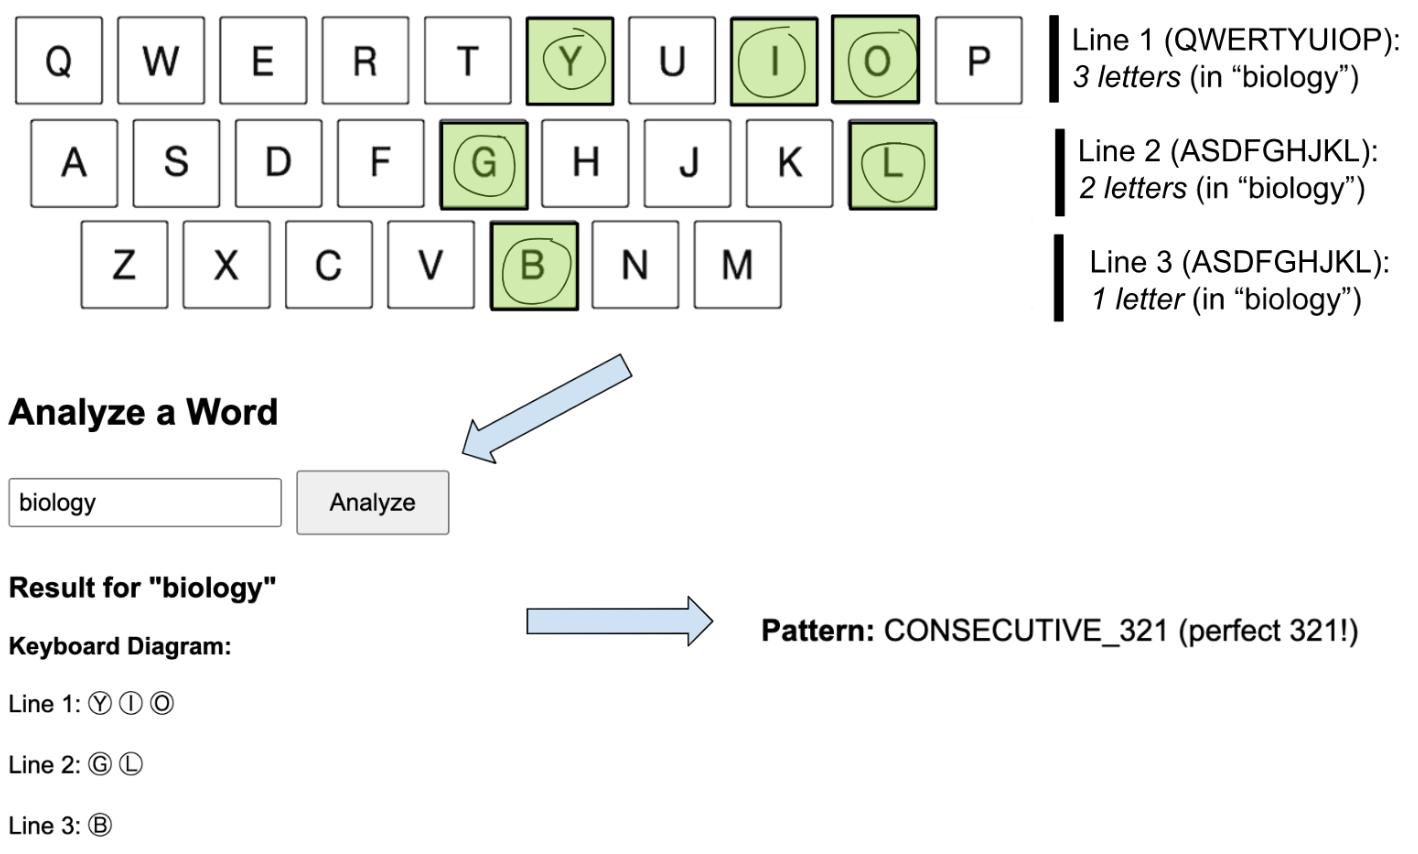 Q W E R T Y U I O P
Line 1 (QWERTYUIOP):
3 letters (in “biology”)
A S D F G H J K L
Line 2 (ASDFGHJKL):
2 letters (in “biology”)
Z X C V B N M
Line 3 (ASDFGHJKL):
1 letter (in “biology”)
Analyze a Word
biology
Analyze
Result for "biology"
Keyboard Diagram:
Line 1: Ⓨ Ⓘ Ⓞ
Line 2: Ⓖ Ⓛ
Line 3: Ⓑ
Pattern: CONSECUTIVE_321 (perfect 321!)